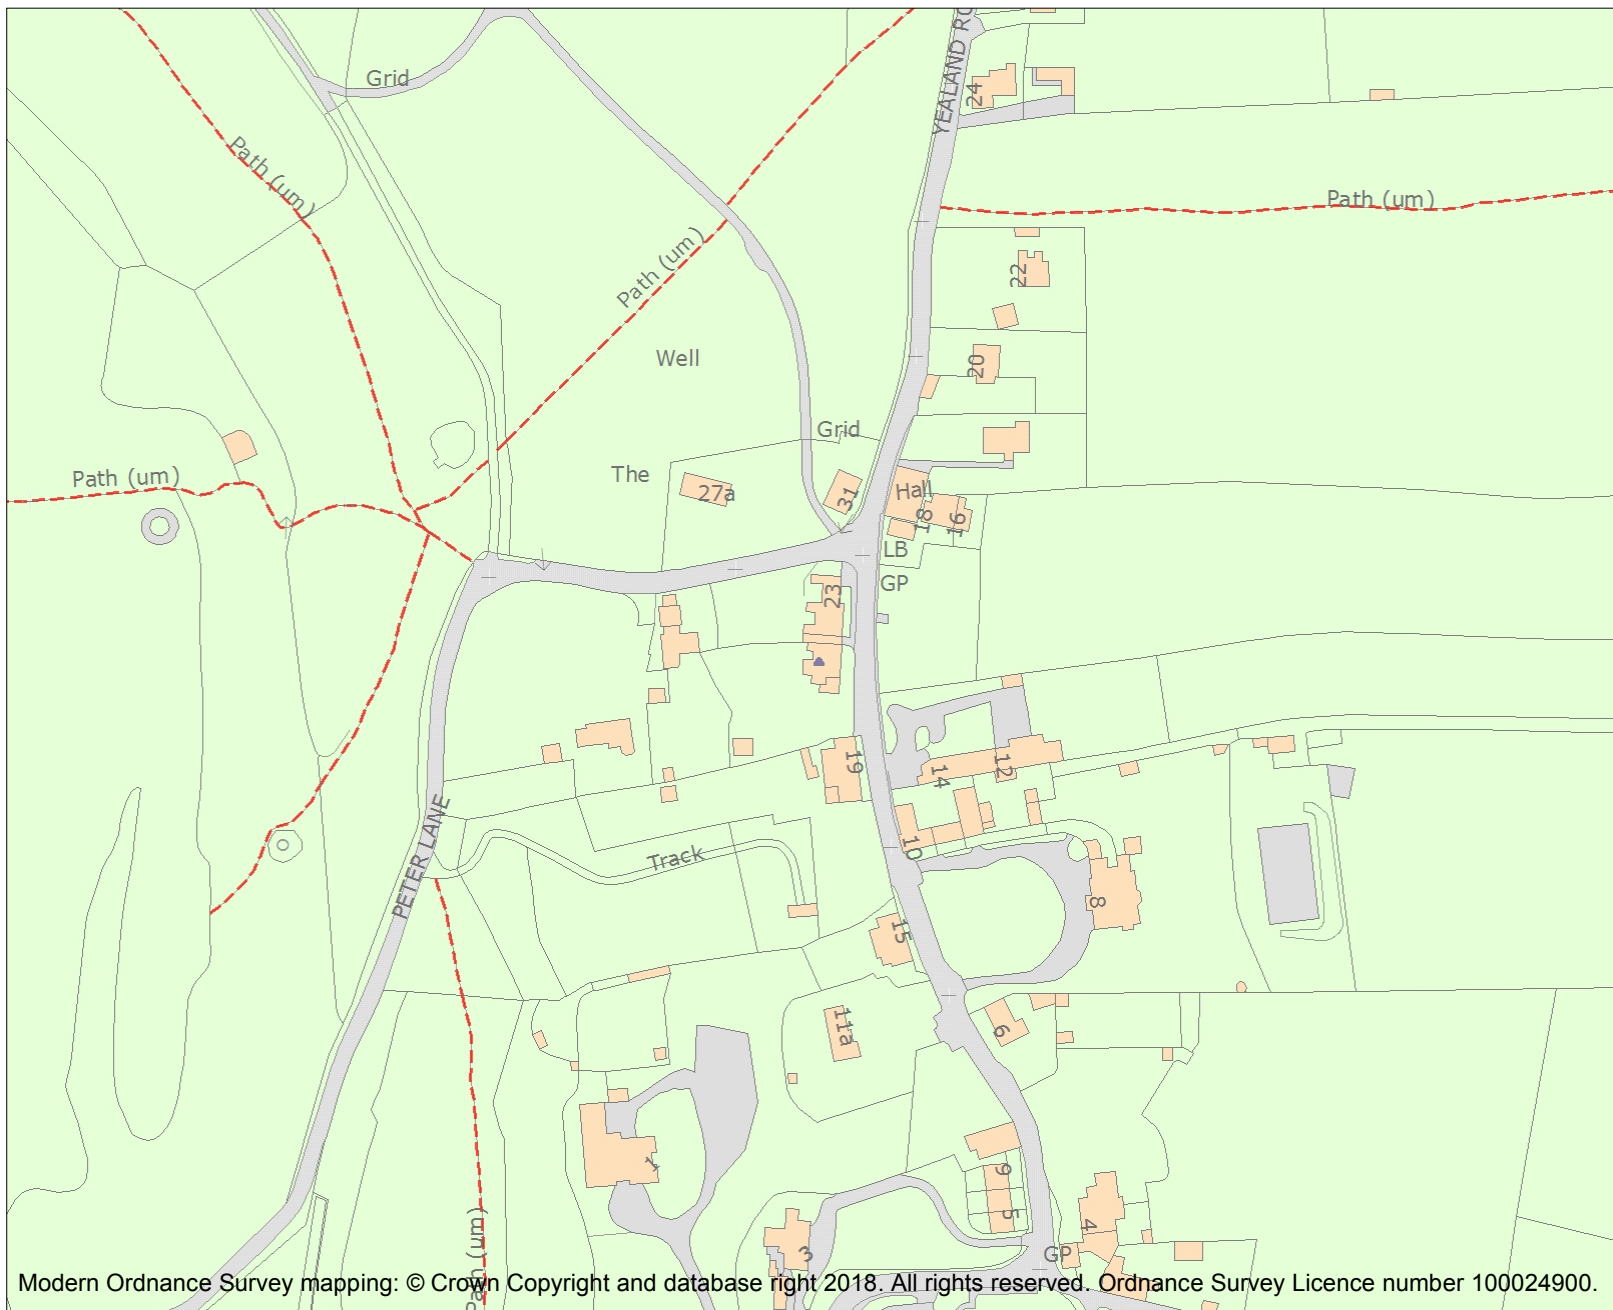 YEALAND RO
Grid
24
Path (um)
Path (um)
Path (um)
22
Well
20
Grid
The
Path (um)
27a
31
Hall
18
16
LB
GP
23
19
14
12
10
PETER LANE
Track
8
15
11a
6
1
9
5
4
3
GP
Path (um)
Modern Ordnance Survey mapping: © Crown Copyright and database right 2018. All rights reserved. Ordnance Survey Licence number 100024900.